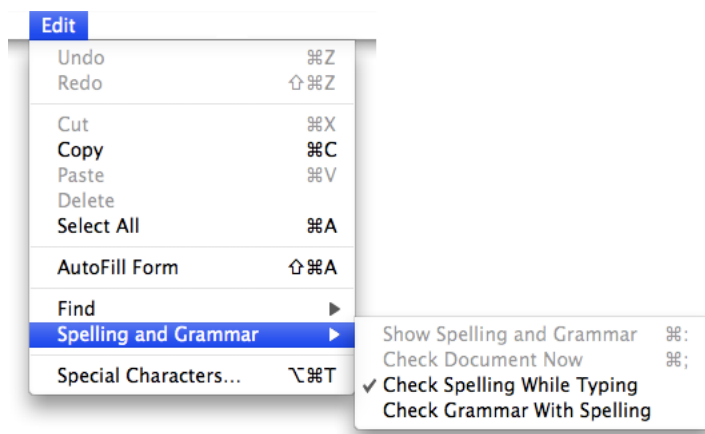 Edit
Undo ⌘Z
Redo ⇧⌘Z
Cut ⌘X
Copy ⌘C
Paste ⌘V
Delete
Select All ⌘A
AutoFill Form ⇧⌘A
Find ▶
Spelling and Grammar ▶
Show Spelling and Grammar ⌘:
Check Document Now ⌘;
✓ Check Spelling While Typing
Check Grammar With Spelling
Special Characters... ⌥⌘T